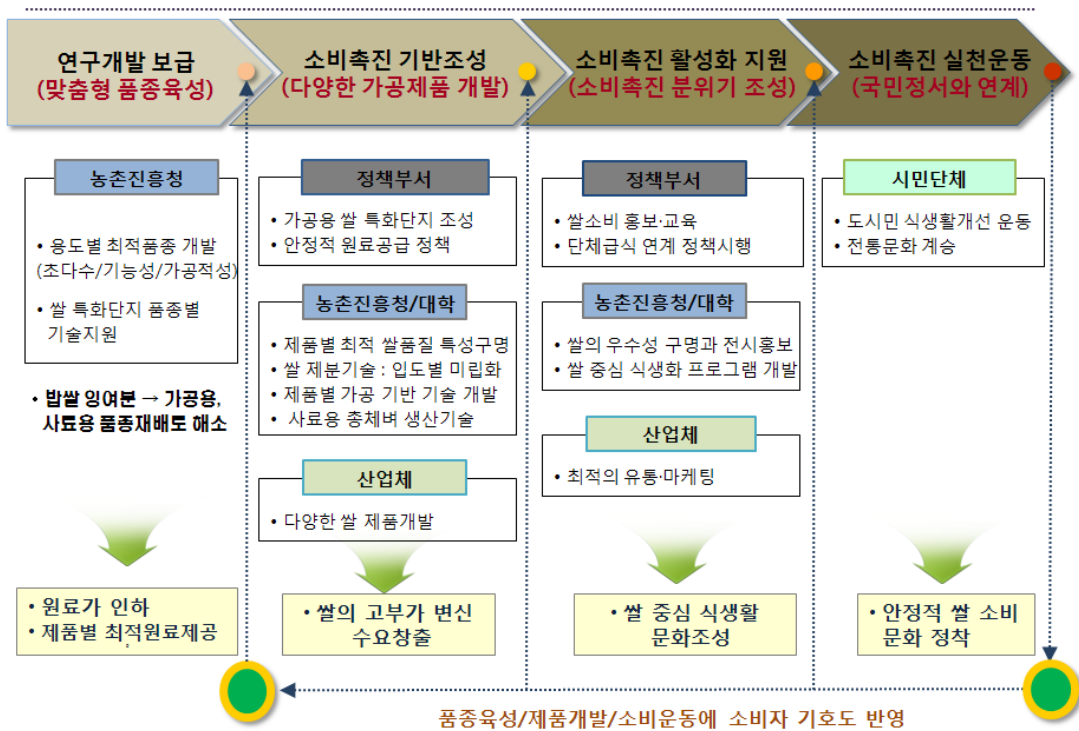 연구개발 보급
(맞춤형 품종육성)
소비촉진 기반조성
(다양한 가공제품 개발)
소비촉진 활성화 지원
(소비촉진 분위기 조성)
소비촉진 실천운동
(국민정서와 연계)
농촌진흥청
• 용도별 최적품종 개발
(초다수/기능성/가공적성)
• 쌀 특화단지 품종별
기술지원
• 밥쌀 잉여분 → 가공용,
사료용 품종재배로 해소
• 원료가 인하
• 제품별 최적원료제공
정책부서
• 가공용 쌀 특화단지 조성
• 안정적 원료공급 정책
농촌진흥청/대학
• 제품별 최적 쌀품질 특성구명
• 쌀 제분기술 : 입도별 미립화
• 제품별 가공 기반 기술 개발
• 사료용 총체벼 생산기술
산업체
• 다양한 쌀 제품개발
• 쌀의 고부가 변신
수요창출
정책부서
• 쌀소비 홍보·교육
• 단체급식 연계 정책시행
농촌진흥청/대학
• 쌀의 우수성 구명과 전시홍보
• 쌀 중심 식생화 프로그램 개발
산업체
• 최적의 유통·마케팅
• 쌀 중심 식생활
문화조성
시민단체
• 도시민 식생활개선 운동
• 전통문화 계승
• 안정적 쌀 소비
문화 정착
품종육성/제품개발/소비운동에 소비자 기호도 반영